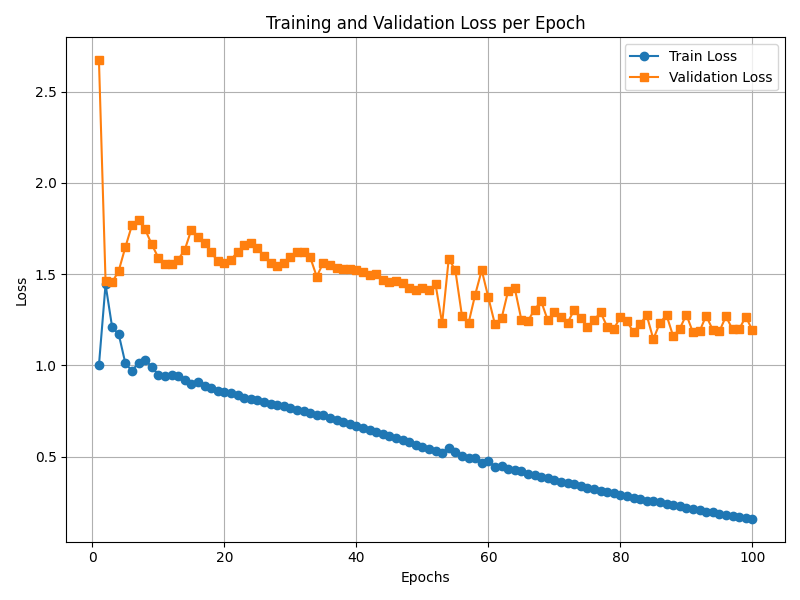 Training and Validation Loss per Epoch
Train Loss
Validation Loss
2.5
2.0
1.5
1.0
0.5
Loss
0 20 40 60 80 100
Epochs